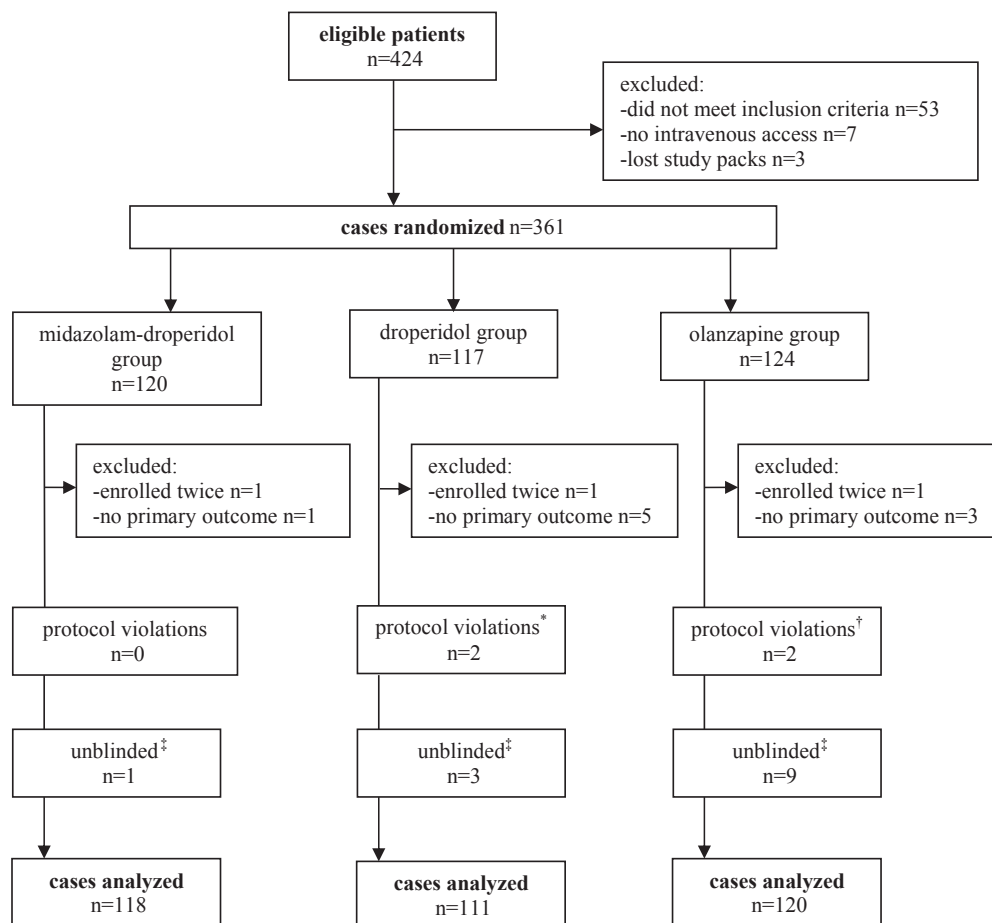 eligible patients
n=424
excluded:
-did not meet inclusion criteria n=53
-no intravenous access n=7
-lost study packs n=3
cases randomized n=361
midazolam-droperidol
group
n=120
droperidol group
n=117
olanzapine group
n=124
excluded:
-enrolled twice n=1
-no primary outcome n=1
excluded:
-enrolled twice n=1
-no primary outcome n=5
excluded:
-enrolled twice n=1
-no primary outcome n=3
protocol violations
n=0
protocol violations*
n=2
protocol violations†
n=2
unblinded‡
n=1
unblinded‡
n=3
unblinded‡
n=9
cases analyzed
n=118
cases analyzed
n=111
cases analyzed
n=120